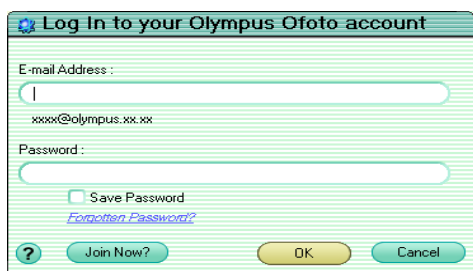 Log In to your Olympus Ofoto account
E-mail Address :
xxxx@olympus.xx.xx
Password :
Save Password
Forgotten Password?
? Join Now? OK Cancel